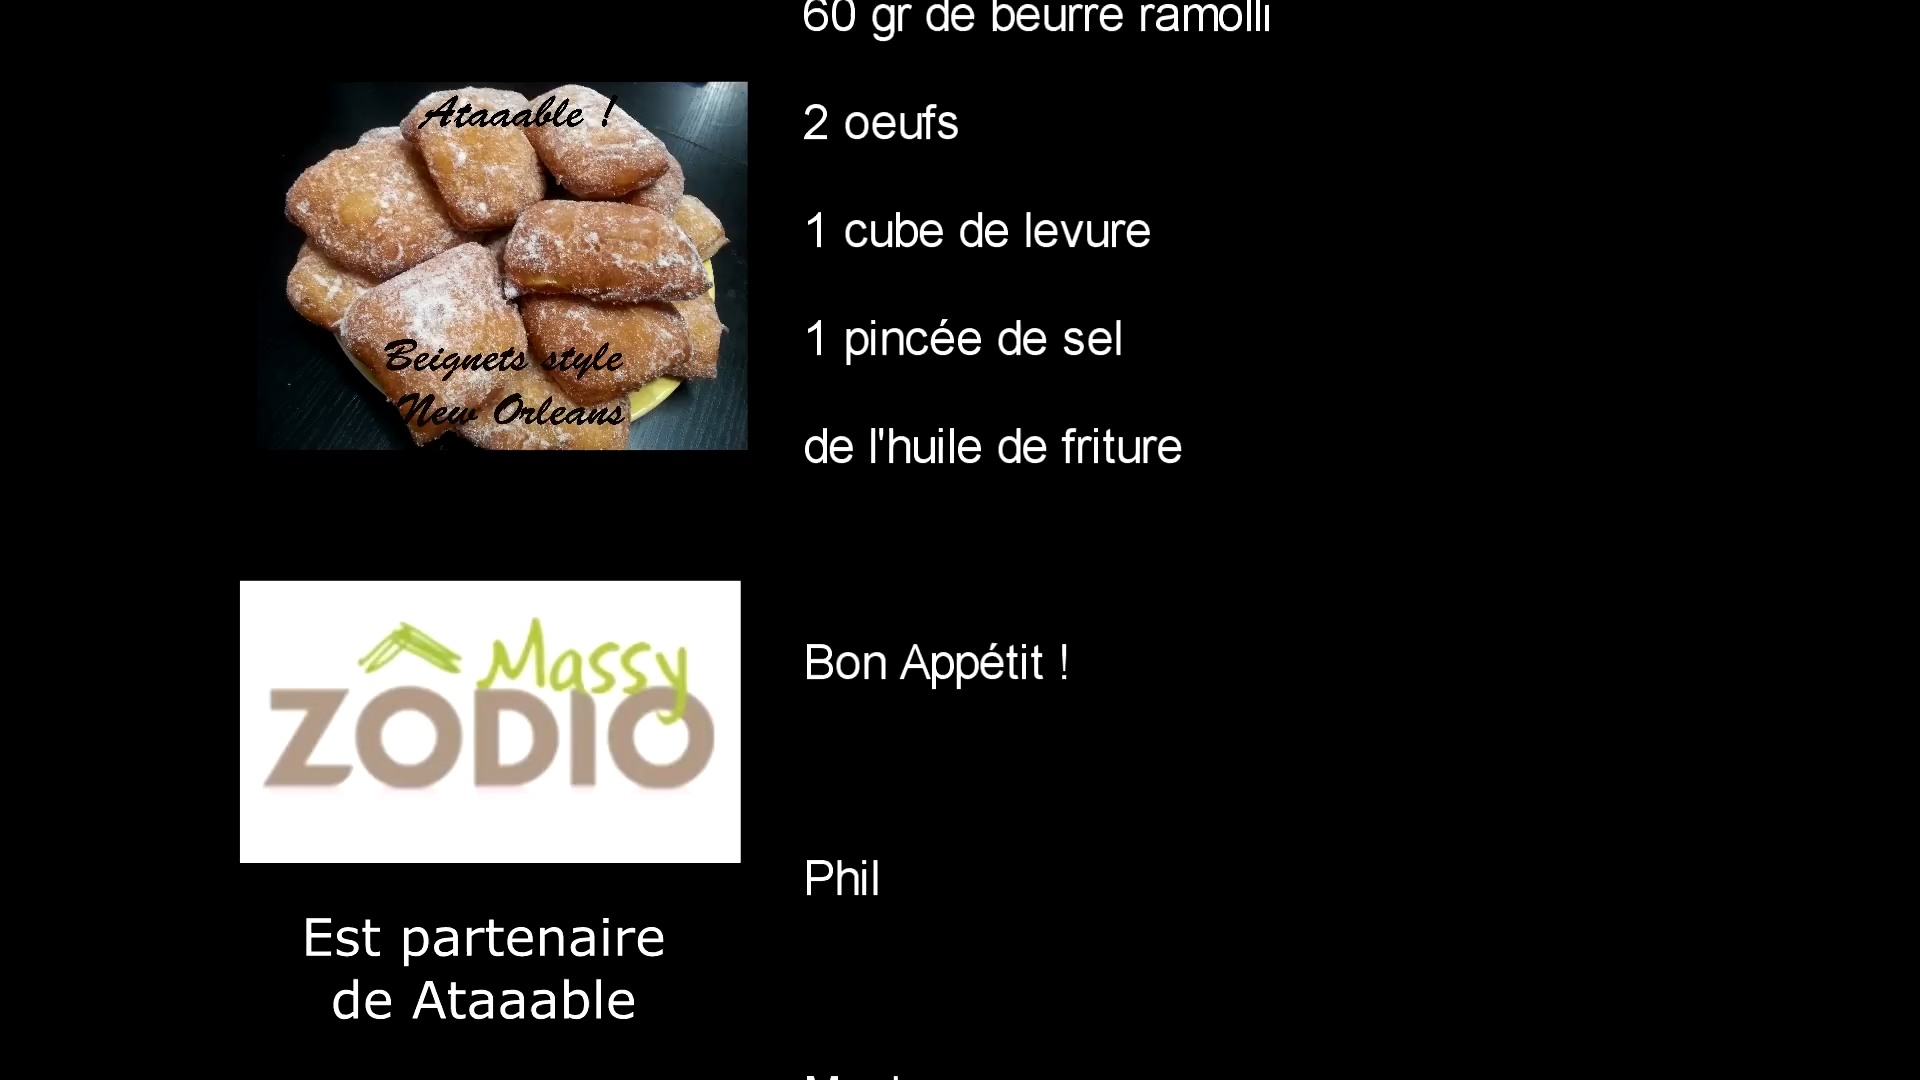 60 gr de beurre ramolli
Ataaable !
2 oeufs
1 cube de levure
1 pincée de sel
Beignets style
New Orleans
de l'huile de friture
Massy
ZODIO
Bon Appétit !
Phil
Est partenaire
de Ataaable